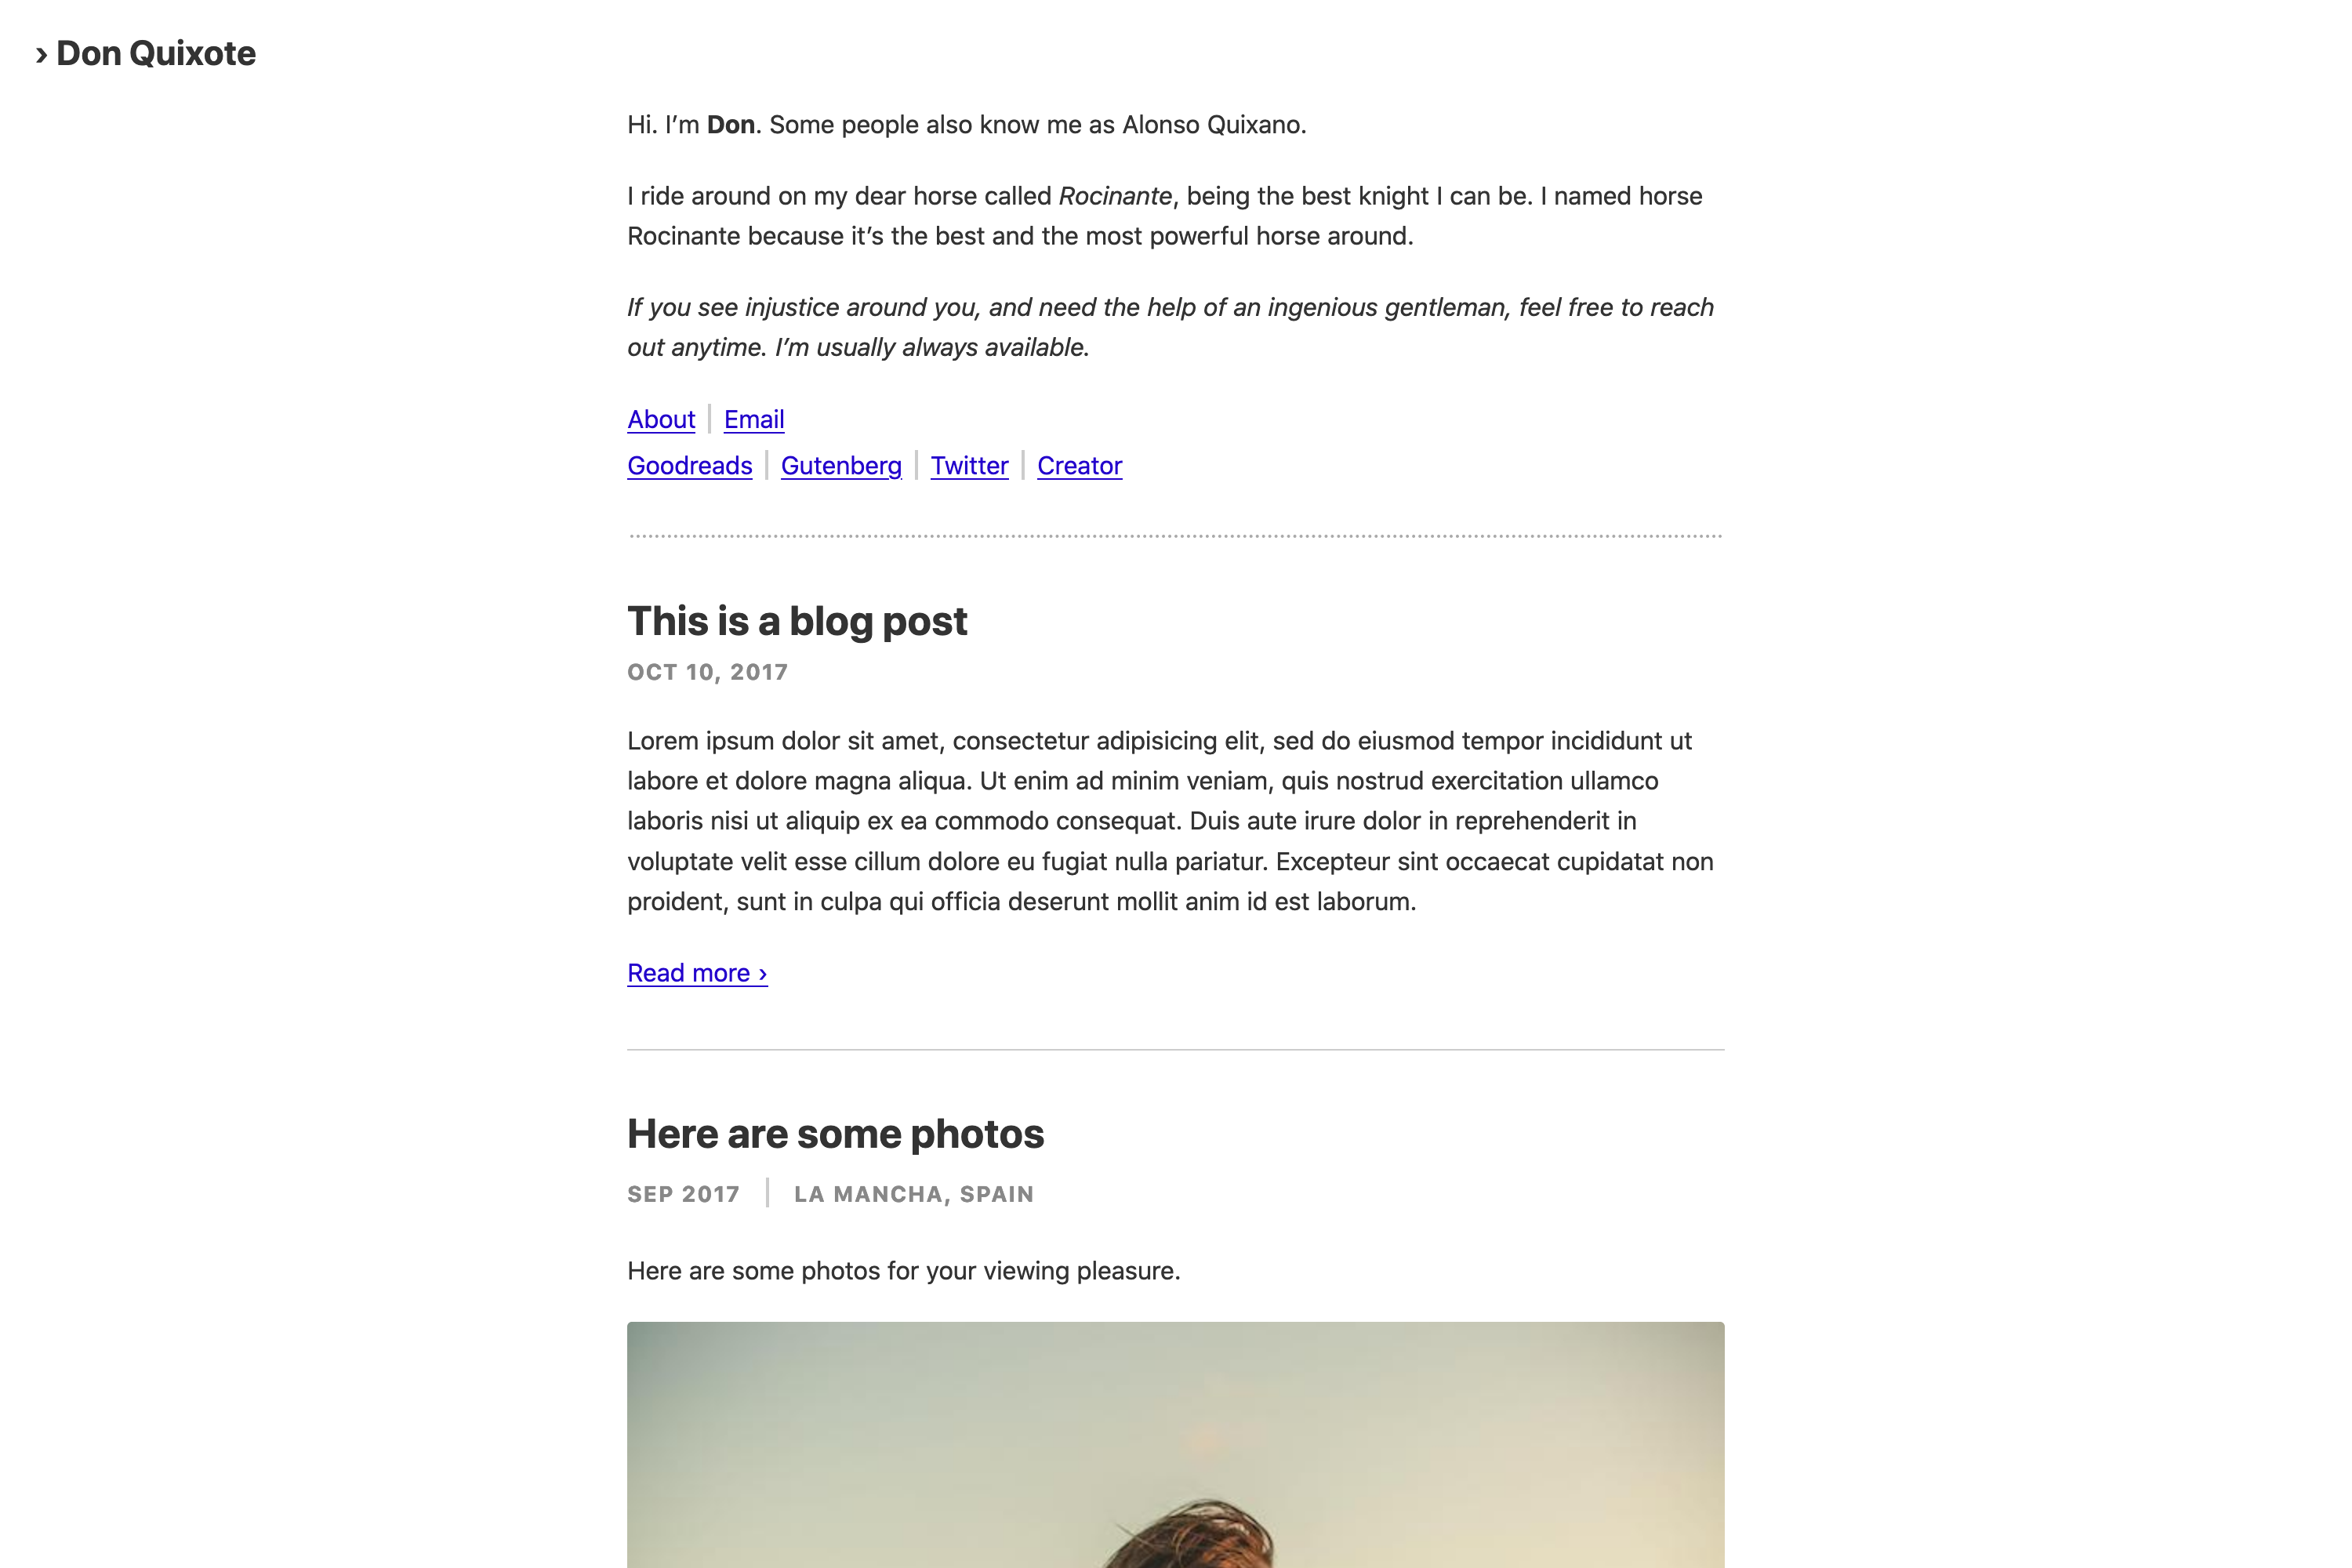 › Don Quixote
Hi. I’m Don. Some people also know me as Alonso Quixano.
I ride around on my dear horse called Rocinante, being the best knight I can be. I named horse
Rocinante because it’s the best and the most powerful horse around.
If you see injustice around you, and need the help of an ingenious gentleman, feel free to reach
out anytime. I’m usually always available.
About | Email
Goodreads | Gutenberg | Twitter | Creator
This is a blog post
OCT 10, 2017
Lorem ipsum dolor sit amet, consectetur adipisicing elit, sed do eiusmod tempor incididunt ut
labore et dolore magna aliqua. Ut enim ad minim veniam, quis nostrud exercitation ullamco
laboris nisi ut aliquip ex ea commodo consequat. Duis aute irure dolor in reprehenderit in
voluptate velit esse cillum dolore eu fugiat nulla pariatur. Excepteur sint occaecat cupidatat non
proident, sunt in culpa qui officia deserunt mollit anim id est laborum.
Read more ›
Here are some photos
SEP 2017 | LA MANCHA, SPAIN
Here are some photos for your viewing pleasure.